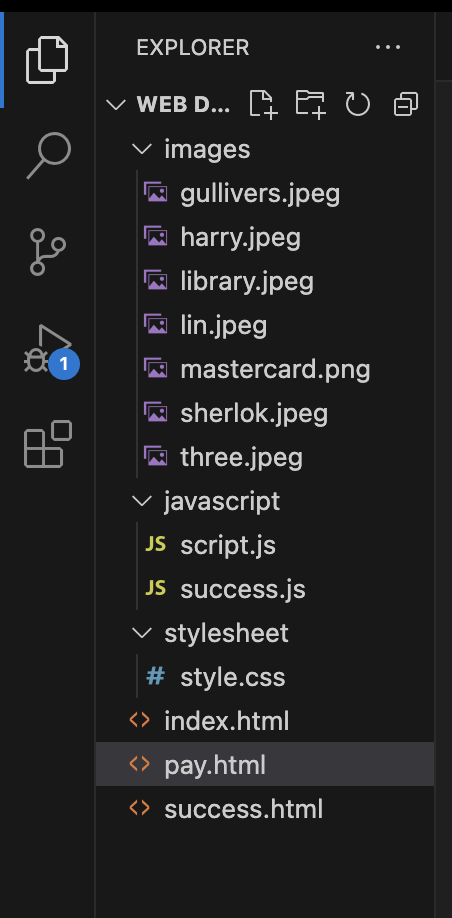 EXPLORER
WEB D...
images
gullivers.jpeg
harry.jpeg
library.jpeg
lin.jpeg
1
mastercard.png
sherlok.jpeg
three.jpeg
javascript
JS script.js
JS success.js
stylesheet
# style.css
<> index.html
<> pay.html
<> success.html